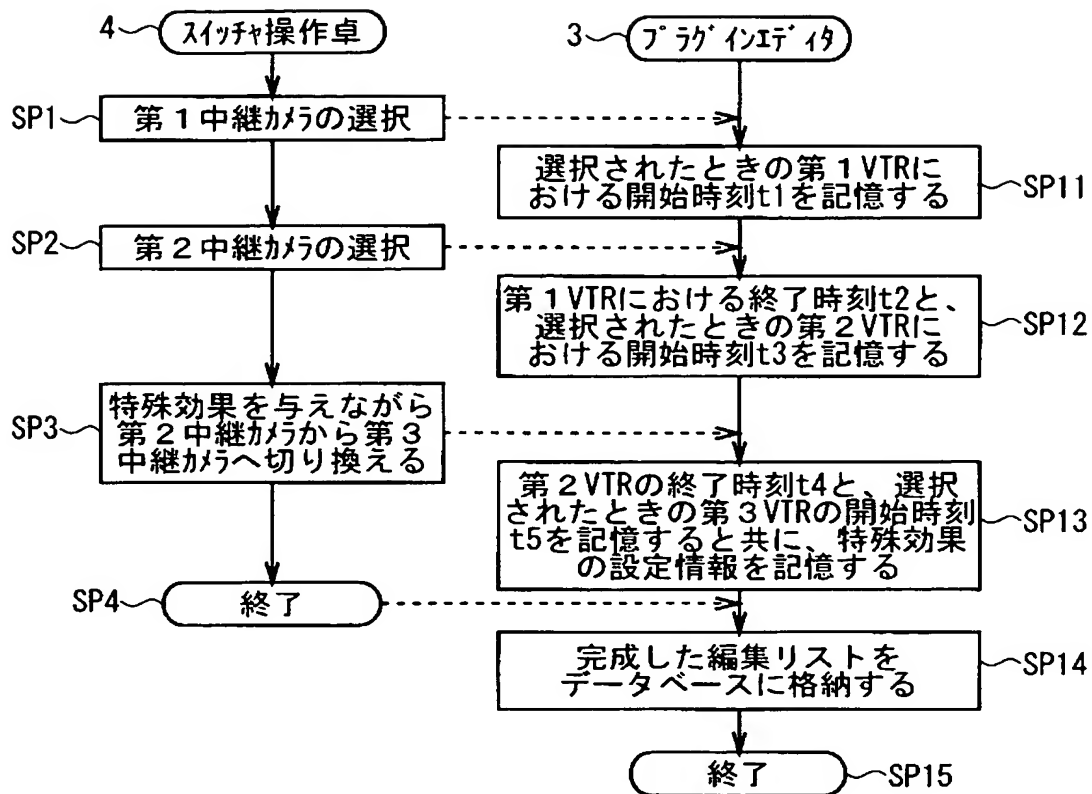 4
スイッチャ操作卓
SP1
第1中継カメラの選択
SP2
第2中継カメラの選択
SP3
特殊効果を与えながら
第2中継カメラから第3
中継カメラへ切り換える
SP4
終了
3
プラグインエディタ
選択されたときの第1VTRに
おける開始時刻t1を記憶する
SP11
第1VTRにおける終了時刻t2と、
選択されたときの第2VTRに
おける開始時刻t3を記憶する
SP12
第2VTRの終了時刻t4と、選択
されたときの第3VTRの開始時刻
t5を記憶すると共に、特殊効果
の設定情報を記憶する
SP13
完成した編集リストを
データベースに格納する
SP14
終了
SP15